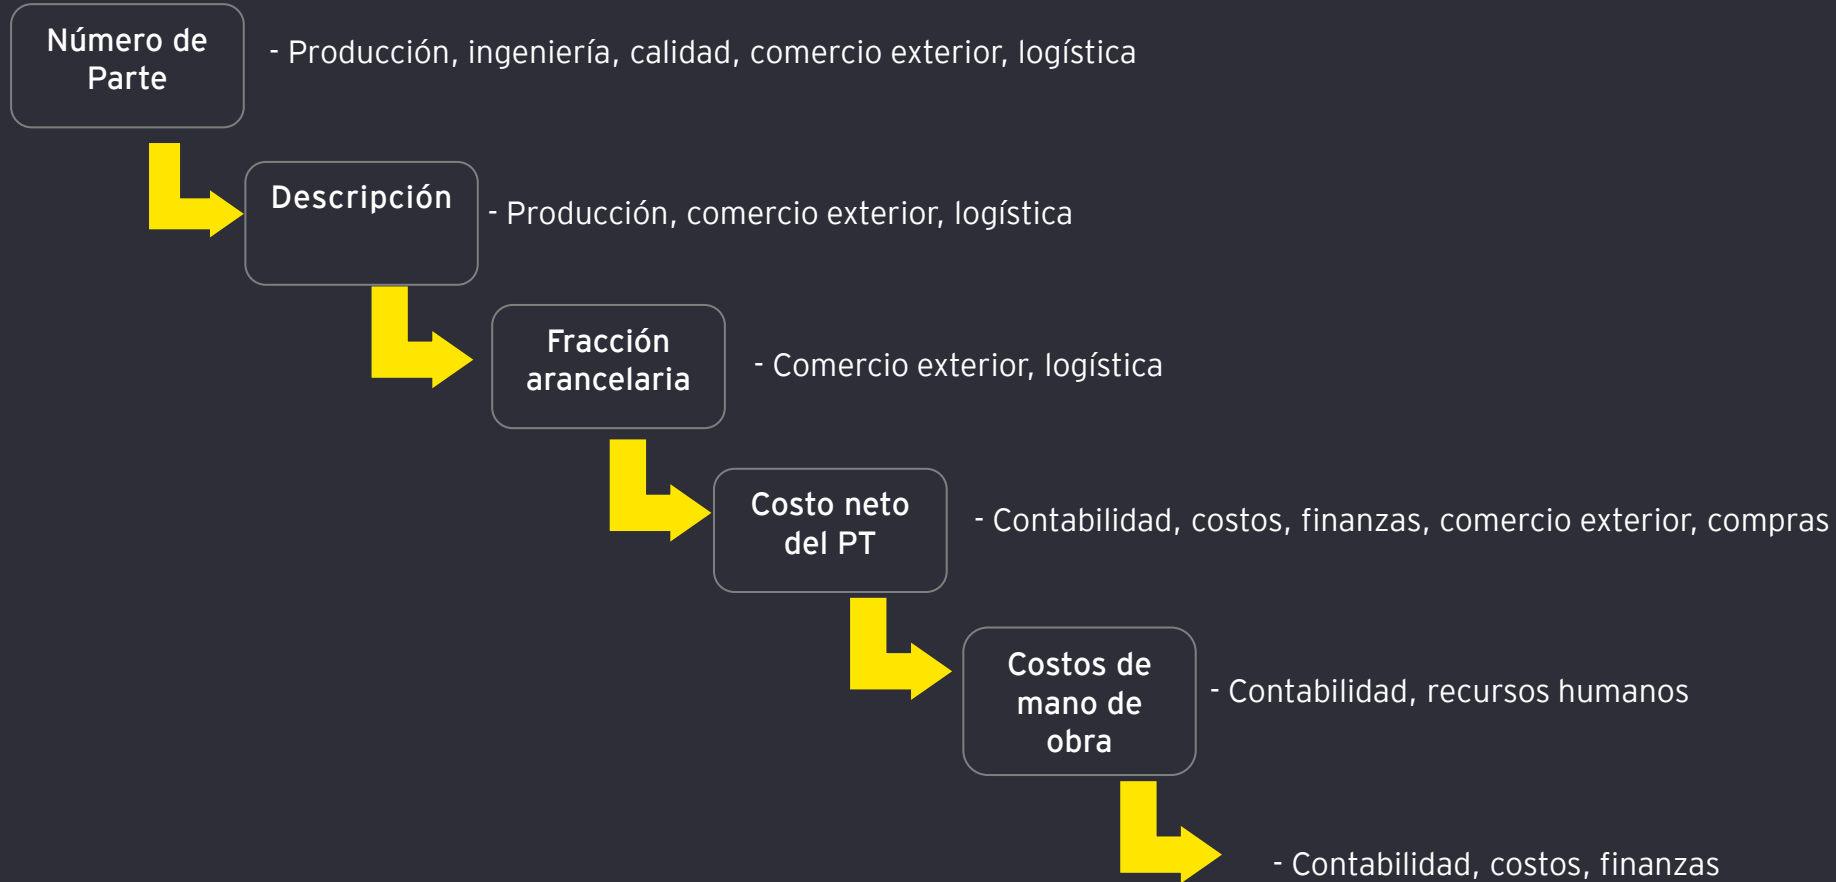 Número de
Parte
- Producción, ingeniería, calidad, comercio exterior, logística
Descripción
- Producción, comercio exterior, logística
Fracción
arancelaria
- Comercio exterior, logística
Costo neto
del PT
- Contabilidad, costos, finanzas, comercio exterior, compras
Costos de
mano de
obra
- Contabilidad, recursos humanos
- Contabilidad, costos, finanzas